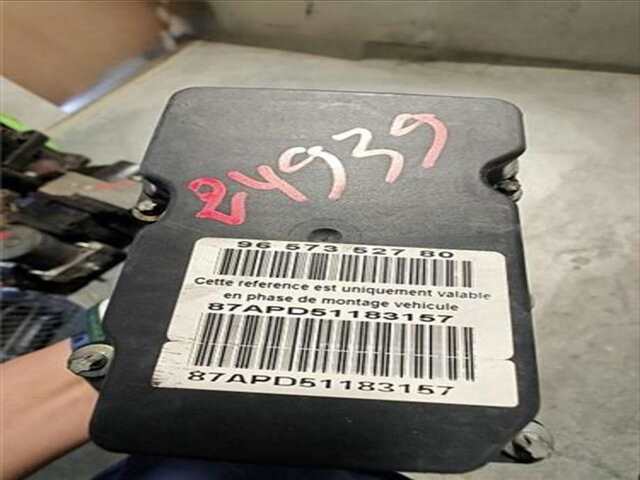 24939
96 573 527 80
Cette reference est uniquement valable
en phase de montage vehicule
87APD51183157
87APD51183157